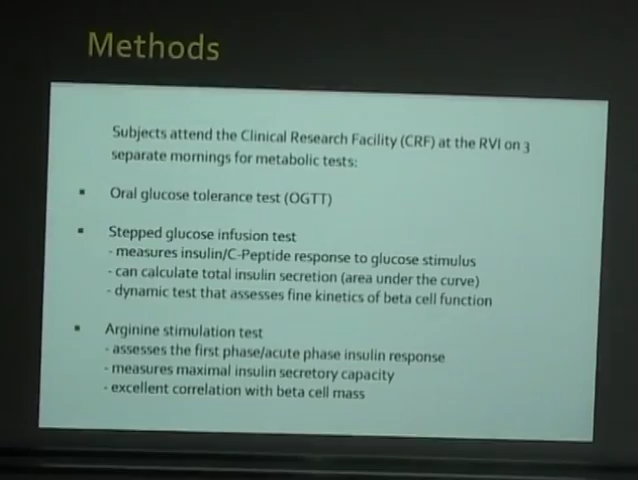 Methods
Subjects attend the Clinical Research Facility (CRF) at the RVI on 3
separate mornings for metabolic tests:
▪ Oral glucose tolerance test (OGTT)
▪ Stepped glucose infusion test
- measures insulin/C-Peptide response to glucose stimulus
- can calculate total insulin secretion (area under the curve)
- dynamic test that assesses fine kinetics of beta cell function
▪ Arginine stimulation test
- assesses the first phase/acute phase insulin response
- measures maximal insulin secretory capacity
- excellent correlation with beta cell mass